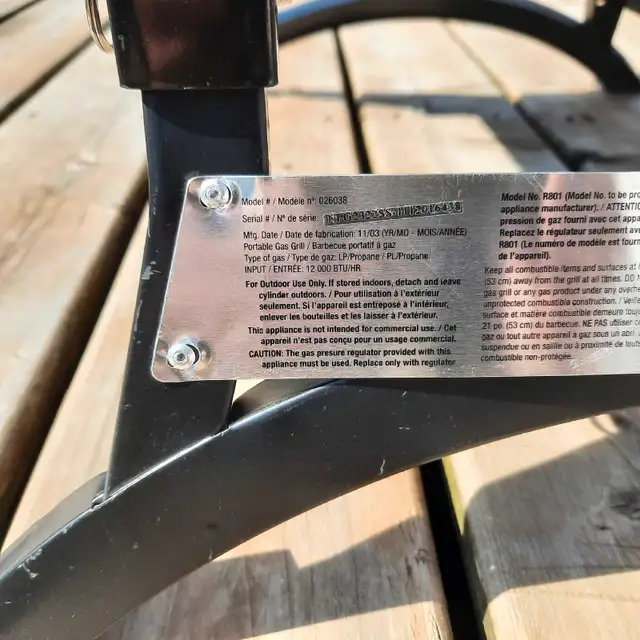 Model # / Modèle n°: 026038
Serial # / N° de série:
Mfg. Date / Date de fabrication: 11/03 (YR/MO - MOIS/ANNÉE)
Portable Gas Grill / Barbecue portatif à gaz
Type of gas / Type de gaz: LP/Propane / PL/Propane
INPUT / ENTRÉE: 12 000 BTU/HR
For Outdoor Use Only. If stored indoors, detach and leave
cylinder outdoors. / Pour utilisation à l'extérieur
seulement. Si l'appareil est entreposé à l'intérieur,
enlever les bouteilles et les laisser à l'extérieur.
This appliance is not intended for commercial use. / Cet
appareil n'est pas conçu pour un usage commercial.
CAUTION: The gas presure regulator provided with this
appliance must be used. Replace only with regulator
Model No. R801 (Model No. to be pro
appliance manufacturer). / ATTENTIO
pression de gaz fourni avec cet appar
Replacez le régulateur seulement avec
R801 (Le numéro de modèle est fourni
de l'appareil).
Keep all combustible items and surfaces at l
(53 cm) away from the grill at all times. DO N
gas grill or any gas product under any overhe
unprotected combustible construction. / Veille
surface et matière combustible demeure toujo
21 po. (53 cm) du barbecue. NE PAS utiliser c
gaz ou tout autre appareil à gaz sous un abri
suspendue ou en saille ou à proximité de toute
combustible non-protégée.